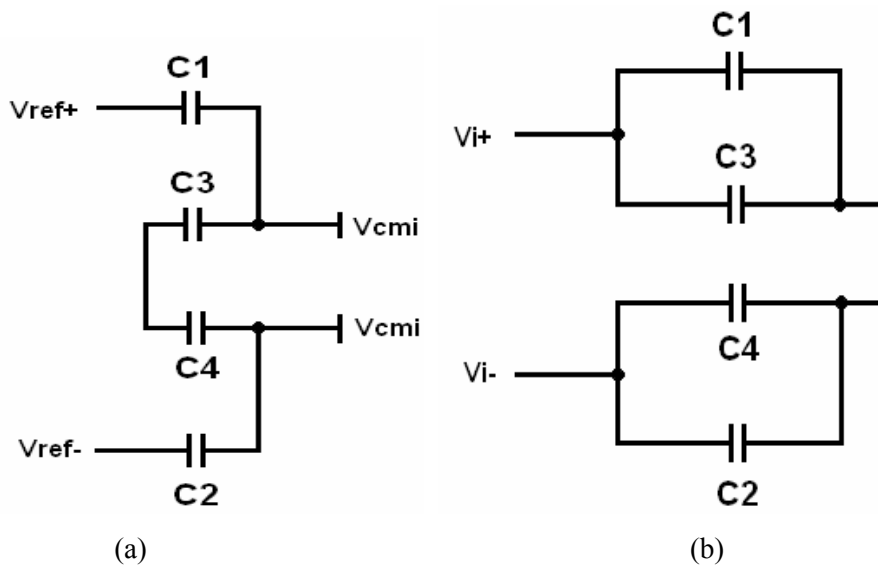 C1
Vref+
C3
Vcmi
Vcmi
C4
Vref-
C2
(a)
C1
Vi+
C3
C4
Vi-
C2
(b)